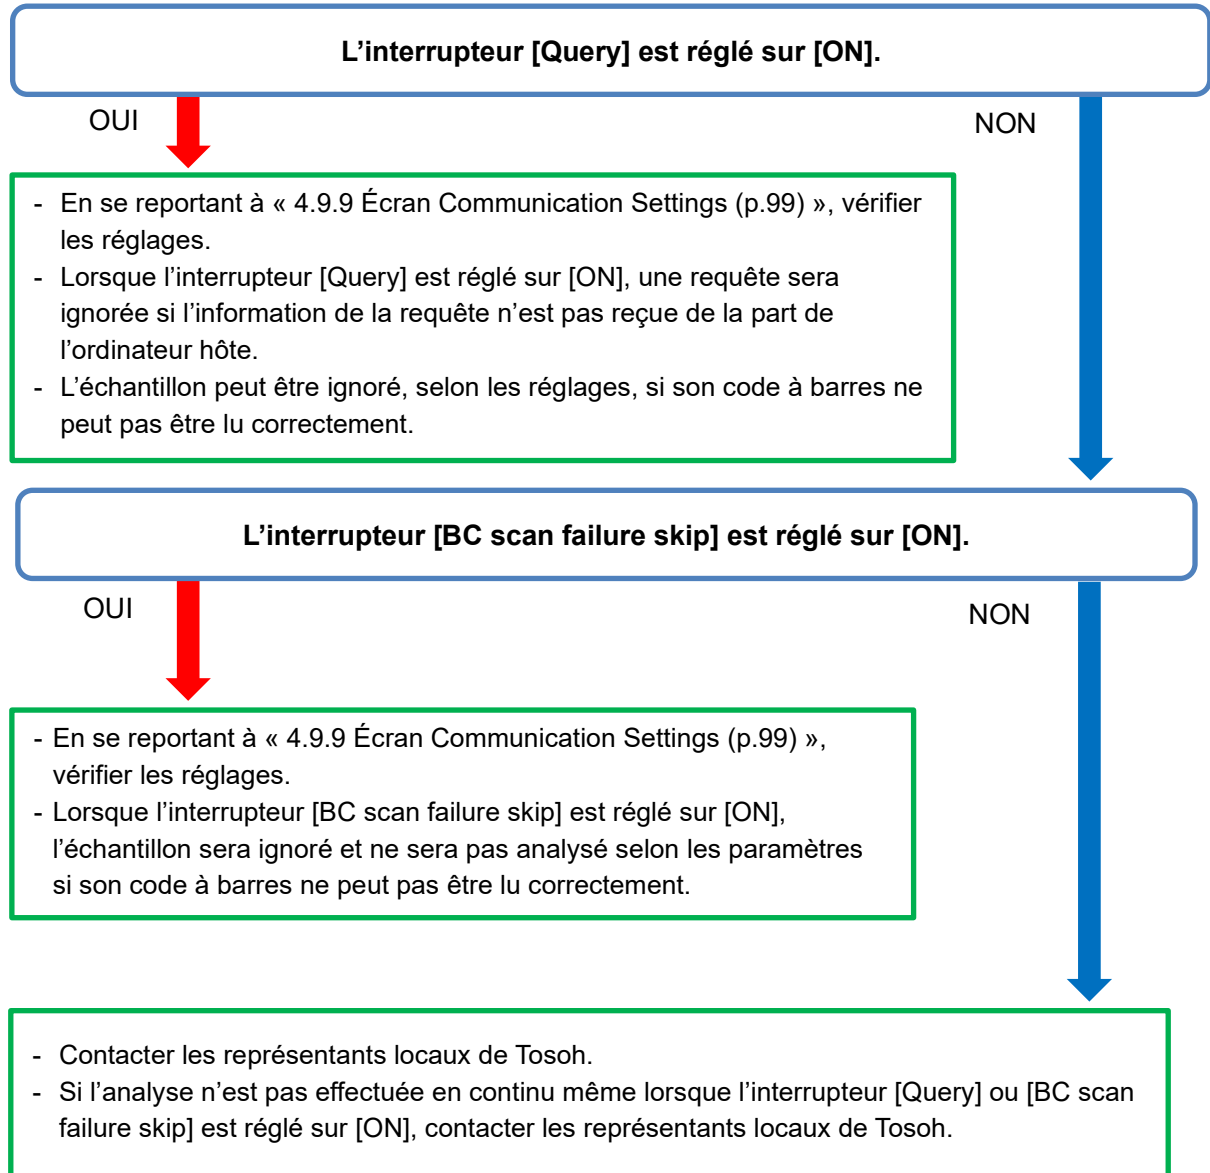 L’interrupteur [Query] est réglé sur [ON].
OUI
NON
- En se reportant à « 4.9.9 Écran Communication Settings (p.99) », vérifier
les réglages.
- Lorsque l’interrupteur [Query] est réglé sur [ON], une requête sera
ignorée si l’information de la requête n’est pas reçue de la part de
l’ordinateur hôte.
- L’échantillon peut être ignoré, selon les réglages, si son code à barres ne
peut pas être lu correctement.
L’interrupteur [BC scan failure skip] est réglé sur [ON].
OUI
NON
- En se reportant à « 4.9.9 Écran Communication Settings (p.99) »,
vérifier les réglages.
- Lorsque l’interrupteur [BC scan failure skip] est réglé sur [ON],
l’échantillon sera ignoré et ne sera pas analysé selon les paramètres
si son code à barres ne peut pas être lu correctement.
- Contacter les représentants locaux de Tosoh.
- Si l’analyse n’est pas effectuée en continu même lorsque l’interrupteur [Query] ou [BC scan
failure skip] est réglé sur [ON], contacter les représentants locaux de Tosoh.